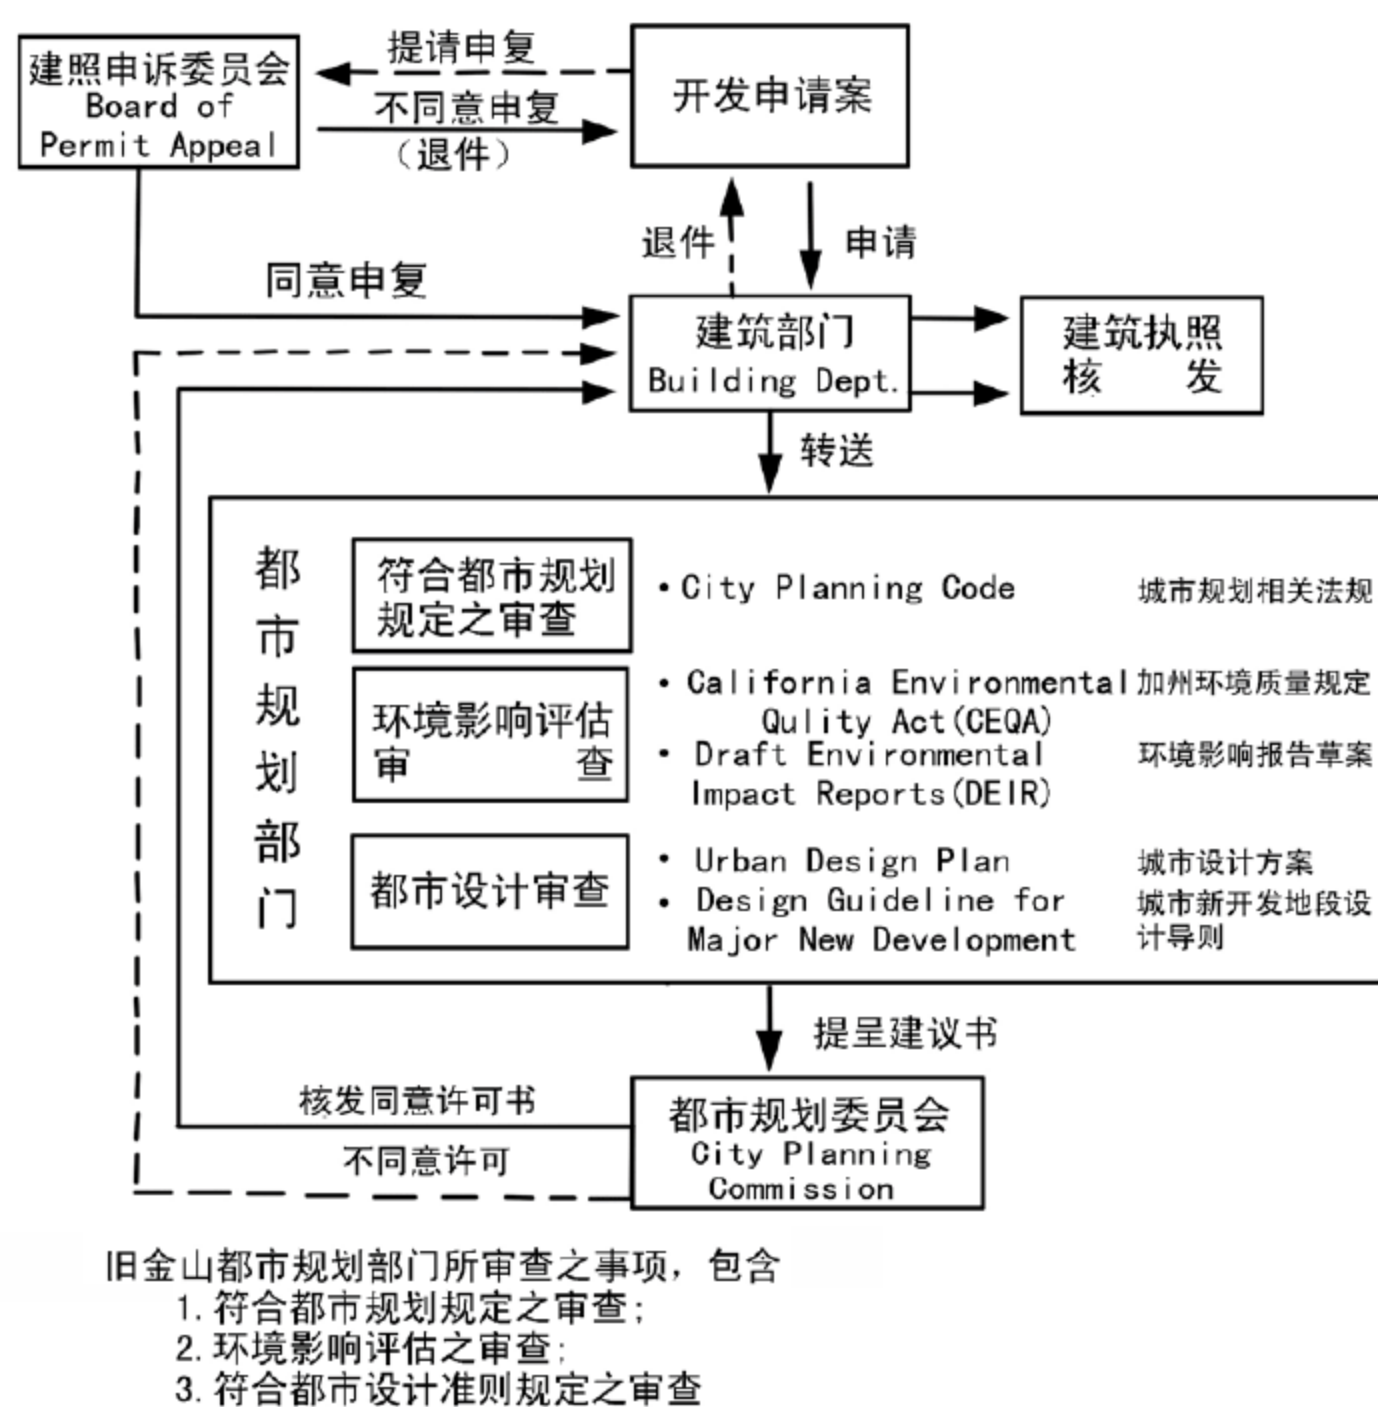 建照申诉委员会
Board of
Permit Appeal
提请申复
不同意申复
（退件）
开发申请案
退件
申请
同意申复
建筑部门
Building Dept.
建筑执照
核 发
转送
都市规划部门
符合都市规划
规定之审查
• City Planning Code
城市规划相关法规
环境影响评估
审 查
• California Environmental
Qulity Act(CEQA)
加州环境质量规定
• Draft Environmental
Impact Reports(DEIR)
环境影响报告草案
都市设计审查
• Urban Design Plan
城市设计方案
• Design Guideline for
Major New Development
城市新开发地段设
计导则
提呈建议书
核发同意许可书
不同意许可
都市规划委员会
City Planning
Commission
旧金山都市规划部门所审查之事项，包含
1. 符合都市规划规定之审查；
2. 环境影响评估之审查；
3. 符合都市设计准则规定之审查